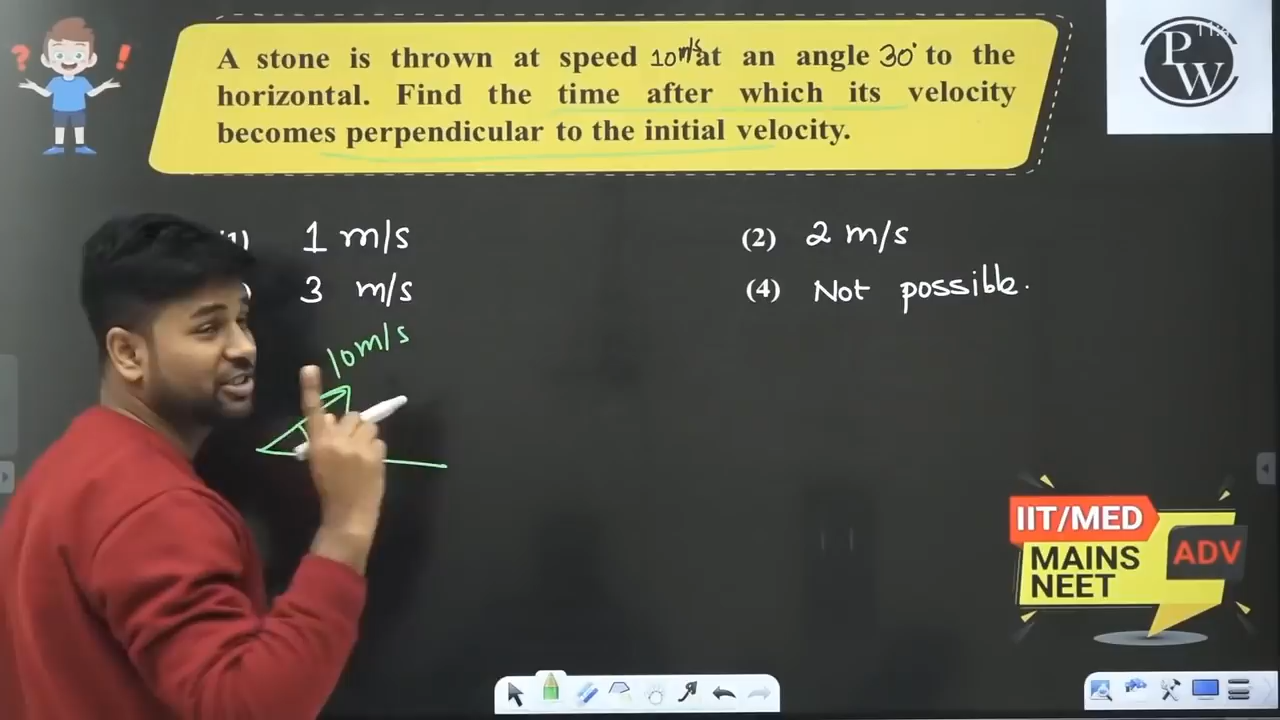 A stone is thrown at speed 10 m/s at an angle 30° to the
horizontal. Find the time after which its velocity
becomes perpendicular to the initial velocity.
PW
1 m/s
(2) 2 m/s
3 m/s
(4) Not possible.
10 m/s
IIT/MED
MAINS
NEET
ADV